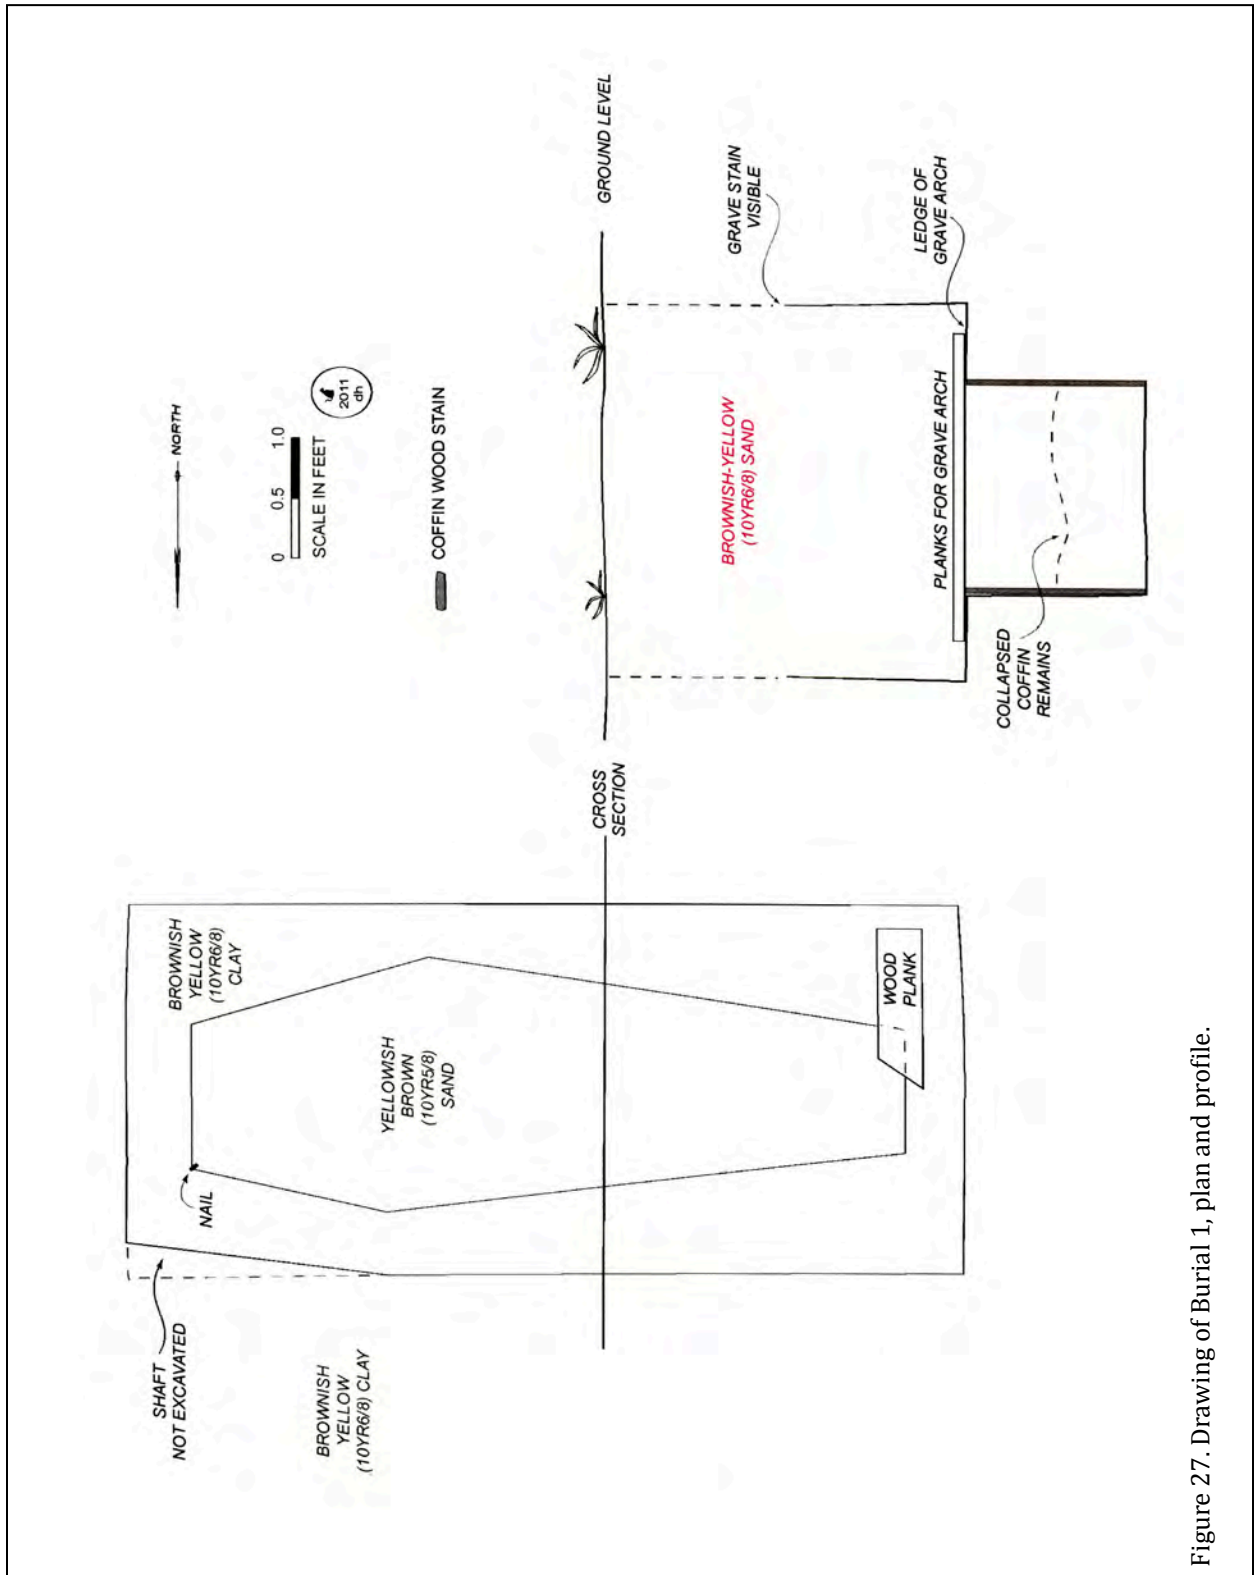 SHAFT
NOT EXCAVATED
NAIL
BROWNISH
YELLOW
(10YR6/8)
CLAY
BROWNISH
YELLOW
(10YR6/8) CLAY
YELLOWISH
BROWN
(10YR5/8)
SAND
WOOD
PLANK
CROSS
SECTION
NORTH
0 0.5 1.0
SCALE IN FEET
2011
dh
COFFIN WOOD STAIN
GROUND LEVEL
BROWNISH-YELLOW
(10YR6/8) SAND
GRAVE STAIN
VISIBLE
LEDGE OF
GRAVE ARCH
PLANKS FOR GRAVE ARCH
COLLAPSED
COFFIN
REMAINS
Figure 27. Drawing of Burial 1, plan and profile.